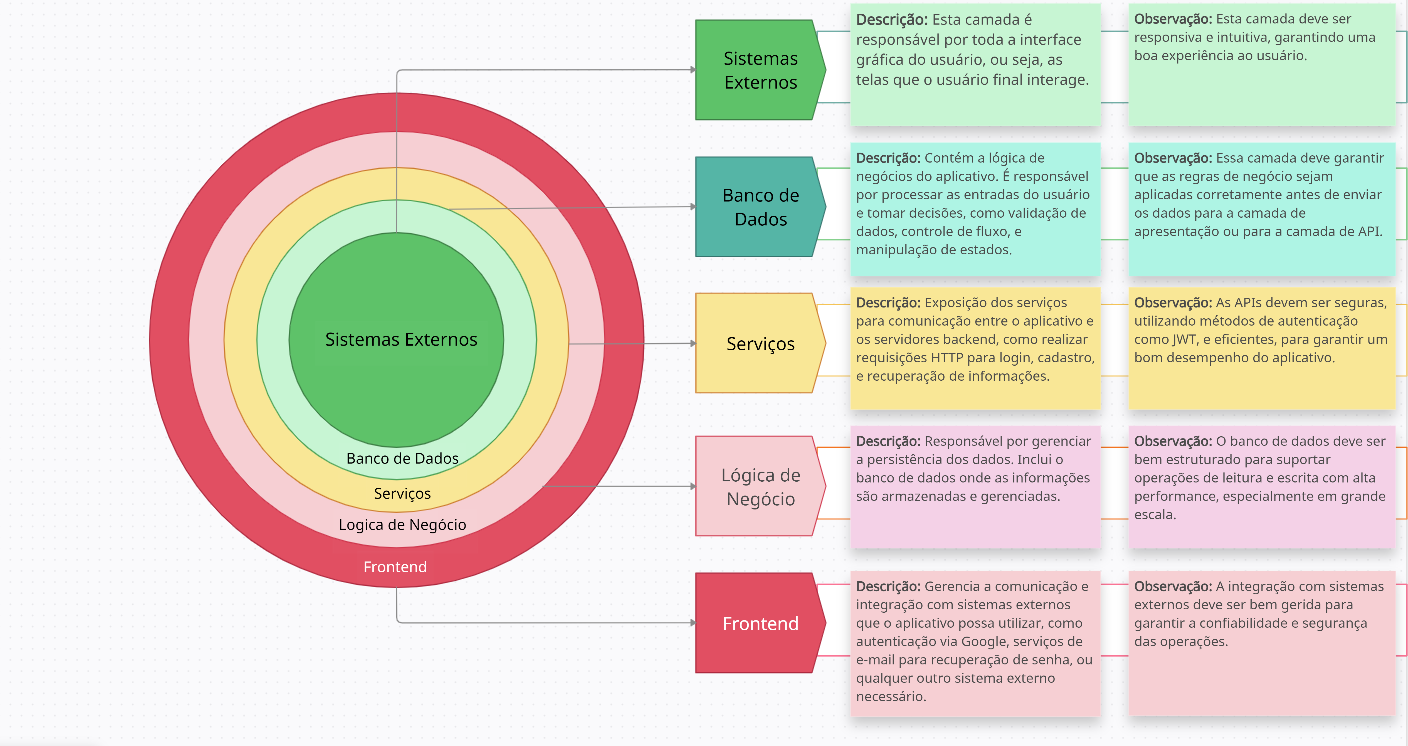 Sistemas Externos
Banco de Dados
Serviços
Logica de Negócio
Frontend
Sistemas
Externos
Descrição: Esta camada é
responsável por toda a interface
gráfica do usuário, ou seja, as
telas que o usuário final interage.
Observação: Esta camada deve ser
responsiva e intuitiva, garantindo uma
boa experiência ao usuário.
Banco de
Dados
Descrição: Contém a lógica de
negócios do aplicativo. É responsável
por processar as entradas do usuário
e tomar decisões, como validação de
dados, controle de fluxo, e
manipulação de estados.
Observação: Essa camada deve garantir
que as regras de negócio sejam
aplicadas corretamente antes de enviar
os dados para a camada de
apresentação ou para a camada de API.
Serviços
Descrição: Exposição dos serviços
para comunicação entre o aplicativo e
os servidores backend, como realizar
requisições HTTP para login, cadastro,
e recuperação de informações.
Observação: As APIs devem ser seguras,
utilizando métodos de autenticação
como JWT, e eficientes, para garantir um
bom desempenho do aplicativo.
Lógica de
Negócio
Descrição: Responsável por gerenciar
a persistência dos dados. Inclui o
banco de dados onde as informações
são armazenadas e gerenciadas.
Observação: O banco de dados deve ser
bem estruturado para suportar
operações de leitura e escrita com alta
performance, especialmente em grande
escala.
Frontend
Descrição: Gerencia a comunicação e
integração com sistemas externos
que o aplicativo possa utilizar, como
autenticação via Google, serviços de
e-mail para recuperação de senha, ou
qualquer outro sistema externo
necessário.
Observação: A integração com sistemas
externos deve ser bem gerida para
garantir a confiabilidade e segurança
das operações.